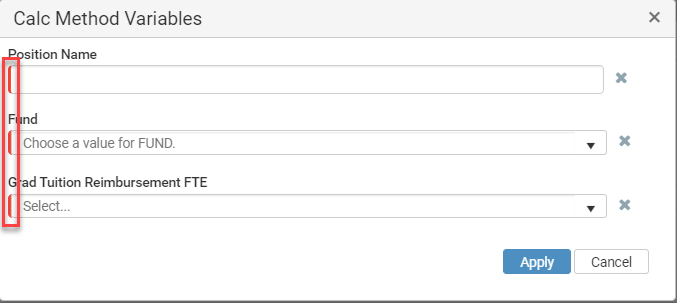 Calc Method Variables
Position Name
Fund
Choose a value for FUND.
Grad Tuition Reimbursement FTE
Select...
Apply Cancel